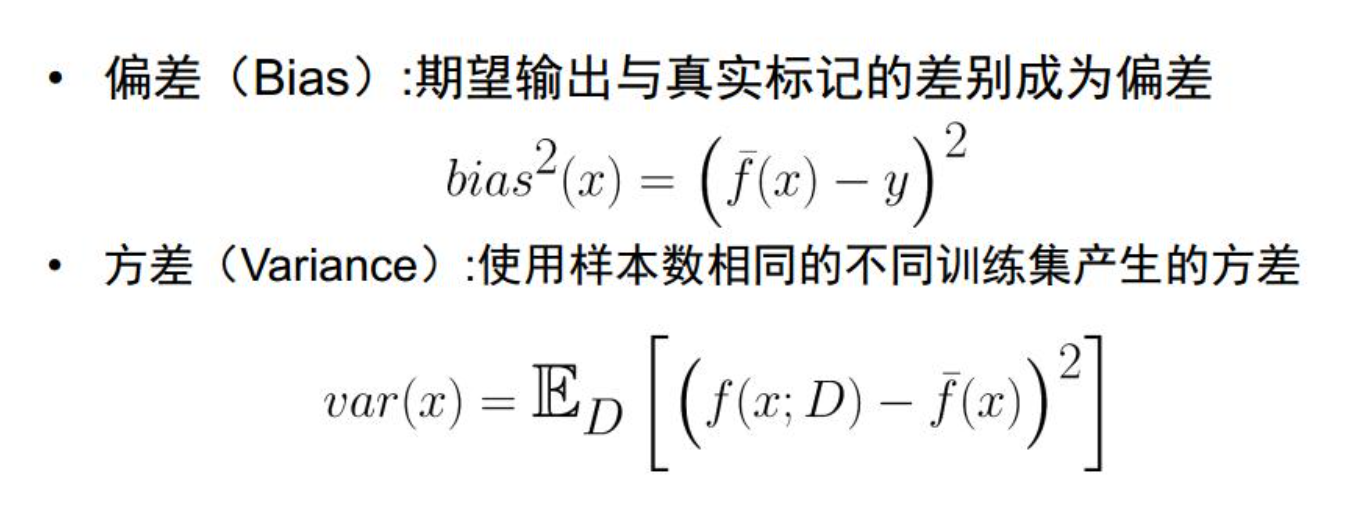 • 偏差（Bias）:期望输出与真实标记的差别成为偏差
bias²(x) = (f̄(x) − y)²
• 方差（Variance）:使用样本数相同的不同训练集产生的方差
var(x) = 𝔼_D [(f(x; D) − f̄(x))²]